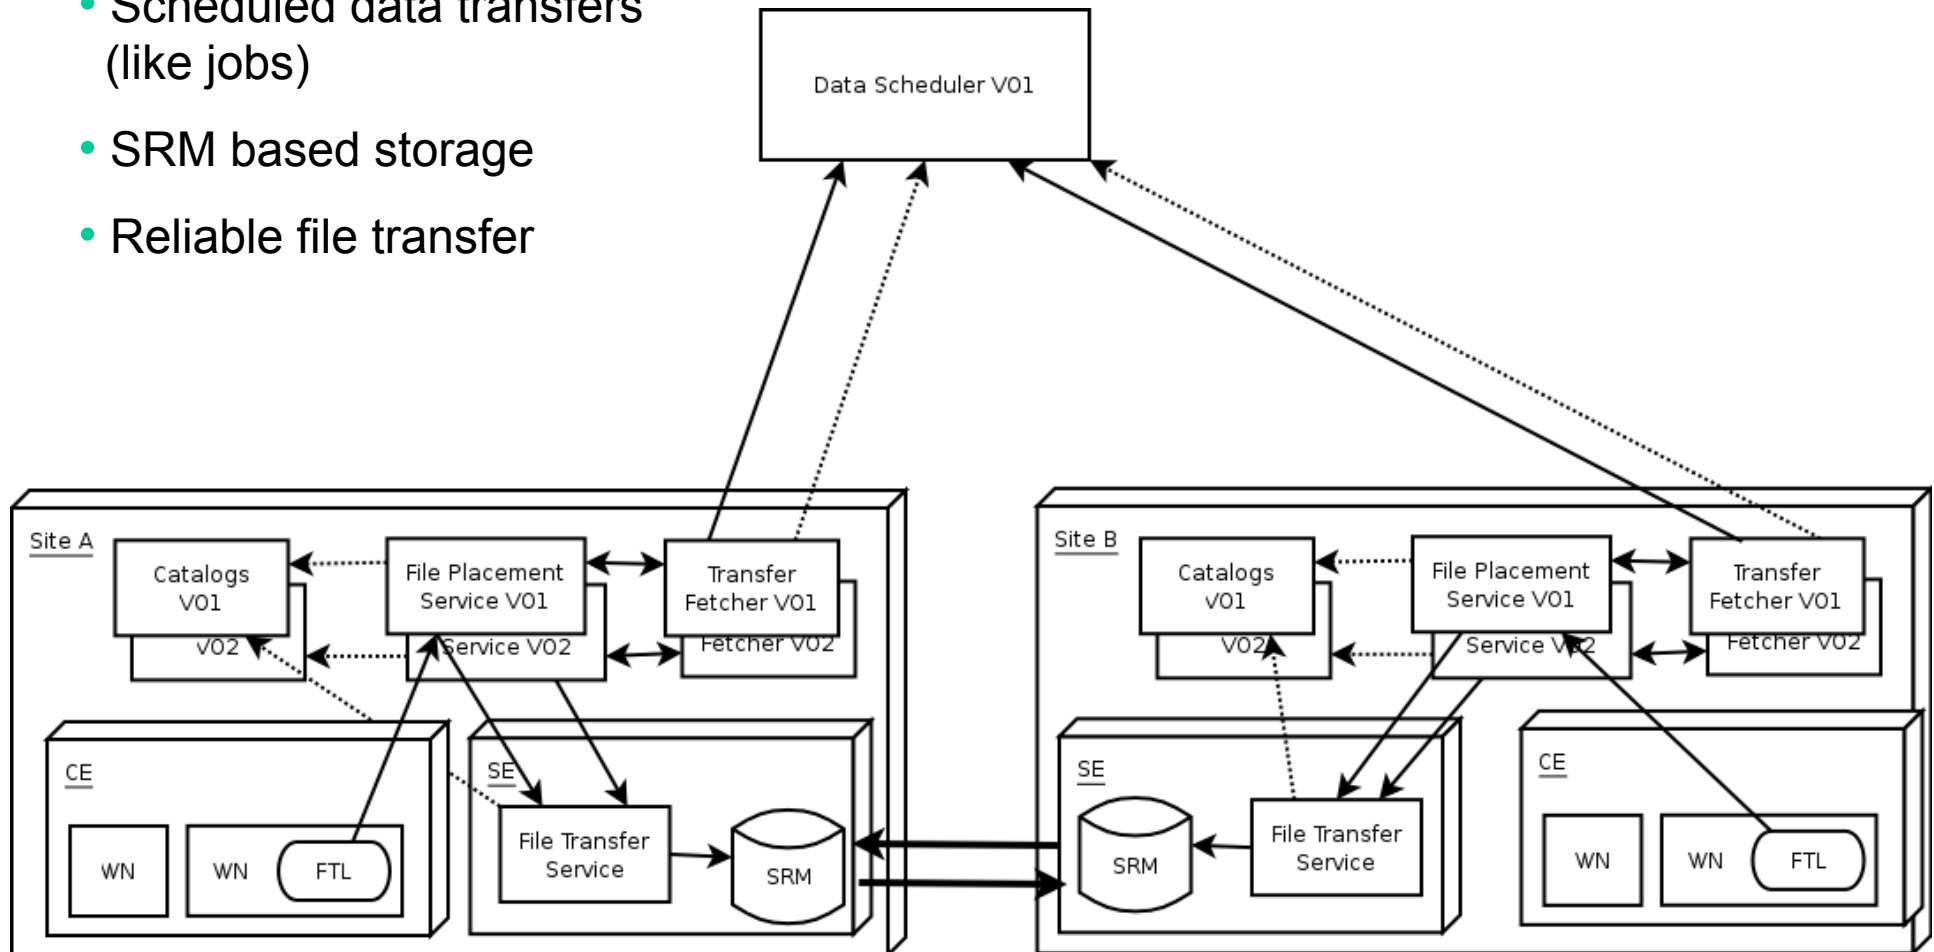 • Scheduled data transfers
(like jobs)
• SRM based storage
• Reliable file transfer
Data Scheduler VO1
Site A
Catalogs
VO1
VO2
File Placement
Service VO1
Service VO2
Transfer
Fetcher VO1
Fetcher VO2
CE
WN
WN
FTL
SE
File Transfer
Service
SRM
Site B
Catalogs
VO1
VO2
File Placement
Service VO1
Service VO2
Transfer
Fetcher VO1
Fetcher VO2
SE
SRM
File Transfer
Service
CE
WN
WN
FTL